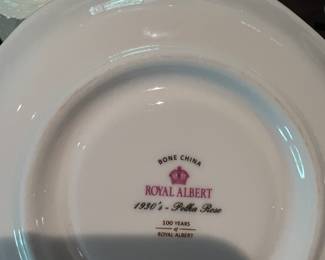 BONE CHINA
ROYAL ALBERT
1930's - Polka Rose
100 YEARS
of
ROYAL ALBERT